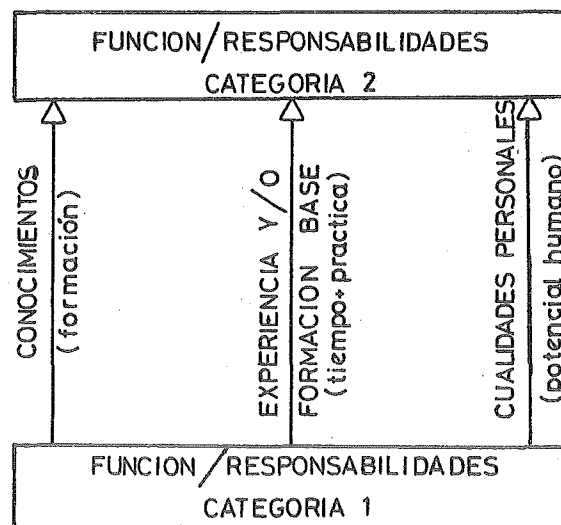 FUNCION/RESPONSABILIDADES
CATEGORIA 2
CONOCIMIENTOS
(formación)
EXPERIENCIA Y/O
FORMACION BASE
(tiempo+practica)
CUALIDADES PERSONALES
(potencial humano)
FUNCION/RESPONSABILIDADES
CATEGORIA 1